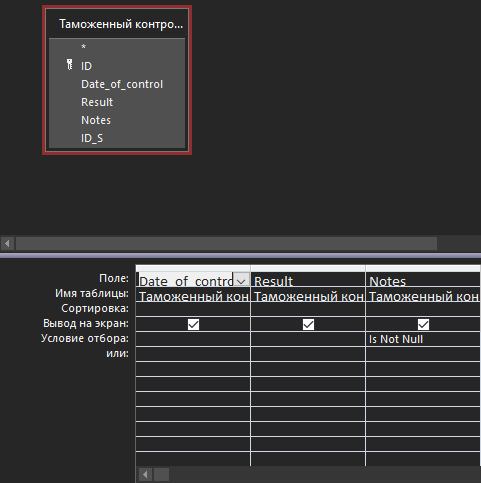 Таможенный контро...
*
ID
Date_of_control
Result
Notes
ID_S
Поле: Date_of_contro Result Notes
Имя таблицы: Таможенный кон Таможенный кон Таможенный кон
Сортировка:
Вывод на экран:
Условие отбора: Is Not Null
или: